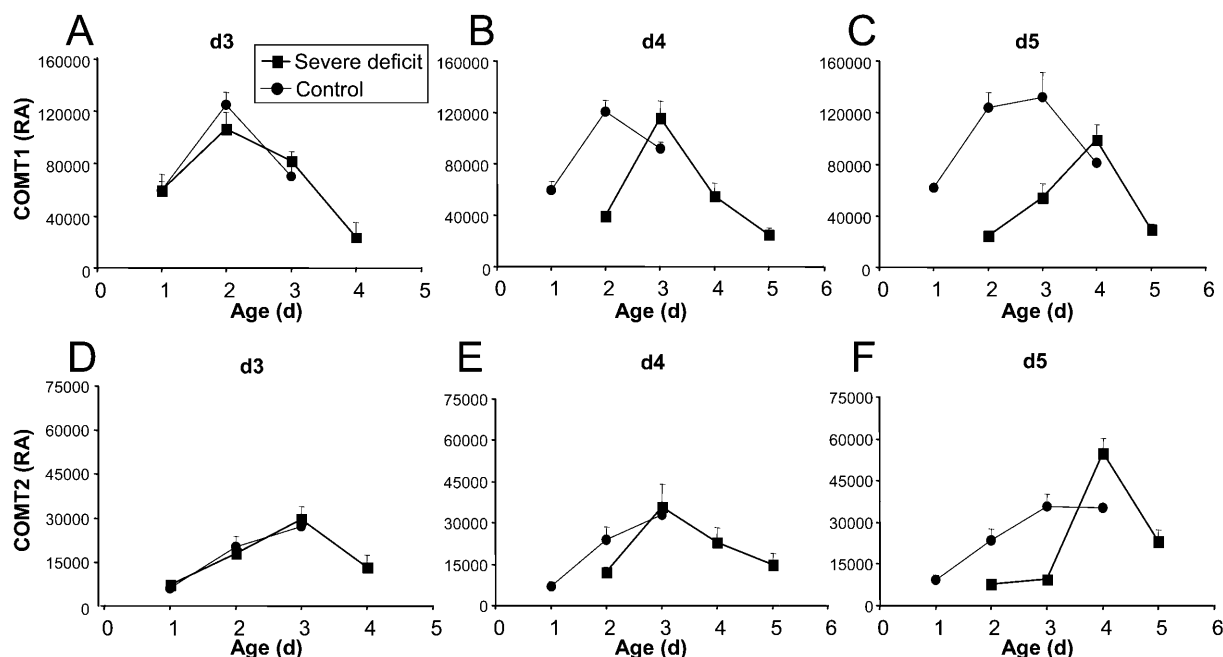 A
d3
Severe deficit
Control
COMT1 (RA)
160000
120000
80000
40000
0
0 1 2 3 4 5
Age (d)
B
d4
160000
120000
80000
40000
0
0 1 2 3 4 5 6
Age (d)
C
d5
160000
120000
80000
40000
0
0 1 2 3 4 5 6
Age (d)
D
d3
COMT2 (RA)
75000
60000
45000
30000
15000
0
0 1 2 3 4 5
Age (d)
E
d4
75000
60000
45000
30000
15000
0
0 1 2 3 4 5 6
Age (d)
F
d5
75000
60000
45000
30000
15000
0
0 1 2 3 4 5 6
Age (d)